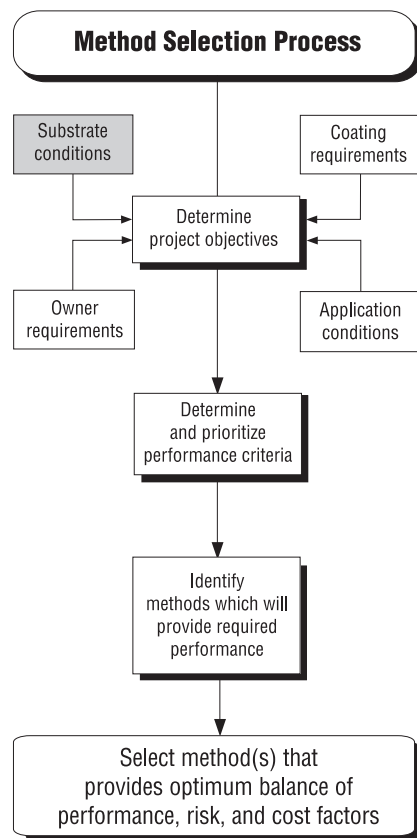 Method Selection Process
Substrate
conditions
Coating
requirements
Determine
project objectives
Owner
requirements
Application
conditions
Determine
and prioritize
performance criteria
Identify
methods which will
provide required
performance
Select method(s) that
provides optimum balance of
performance, risk, and cost factors